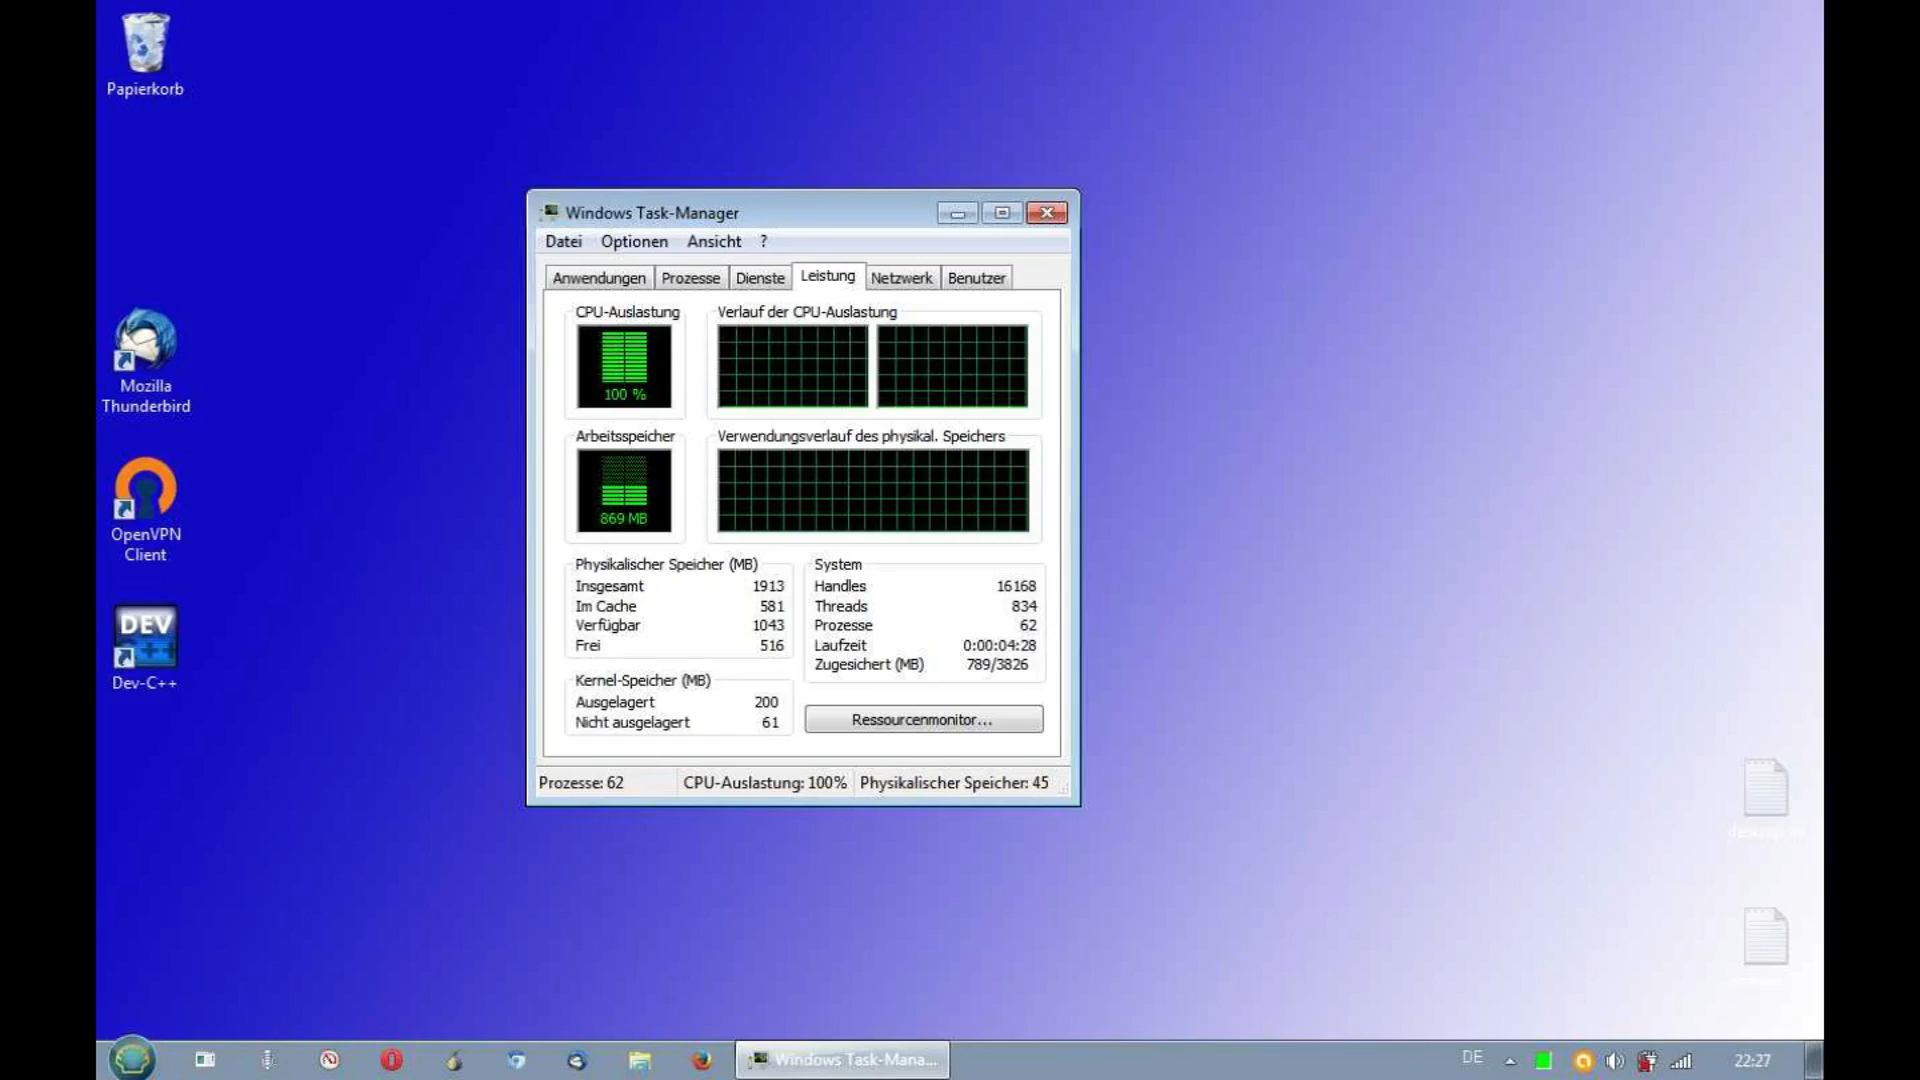 Papierkorb
Mozilla
Thunderbird
OpenVPN
Client
DEV
++
Dev-C++
Windows Task-Manager
Datei Optionen Ansicht ?
Anwendungen Prozesse Dienste Leistung Netzwerk Benutzer
CPU-Auslastung
100 %
Verlauf der CPU-Auslastung
Arbeitsspeicher
869 MB
Verwendungsverlauf des physikal. Speichers
Physikalischer Speicher (MB)
Insgesamt 1913
Im Cache 581
Verfügbar 1043
Frei 516
System
Handles 16168
Threads 834
Prozesse 62
Laufzeit 0:00:04:28
Zugesichert (MB) 789/3826
Kernel-Speicher (MB)
Ausgelagert 200
Nicht ausgelagert 61
Ressourcenmonitor...
Prozesse: 62 CPU-Auslastung: 100% Physikalischer Speicher: 45
Windows Task-Mana...
DE
22:27